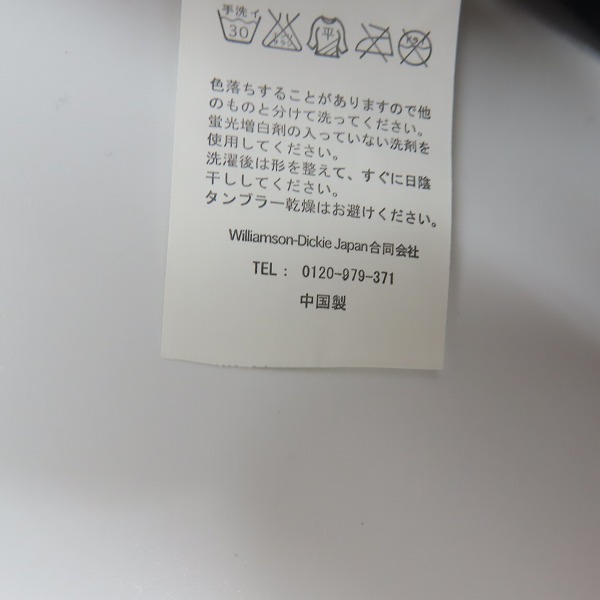 手洗イ
30
平
色落ちすることがありますので他
のものと分けて洗ってください。
蛍光増白剤の入っていない洗剤を
使用してください。
洗濯後は形を整えて、すぐに日陰
干ししてください。
タンブラー乾燥はお避けください。
Williamson-Dickie Japan合同会社
TEL： 0120-979-371
中国製